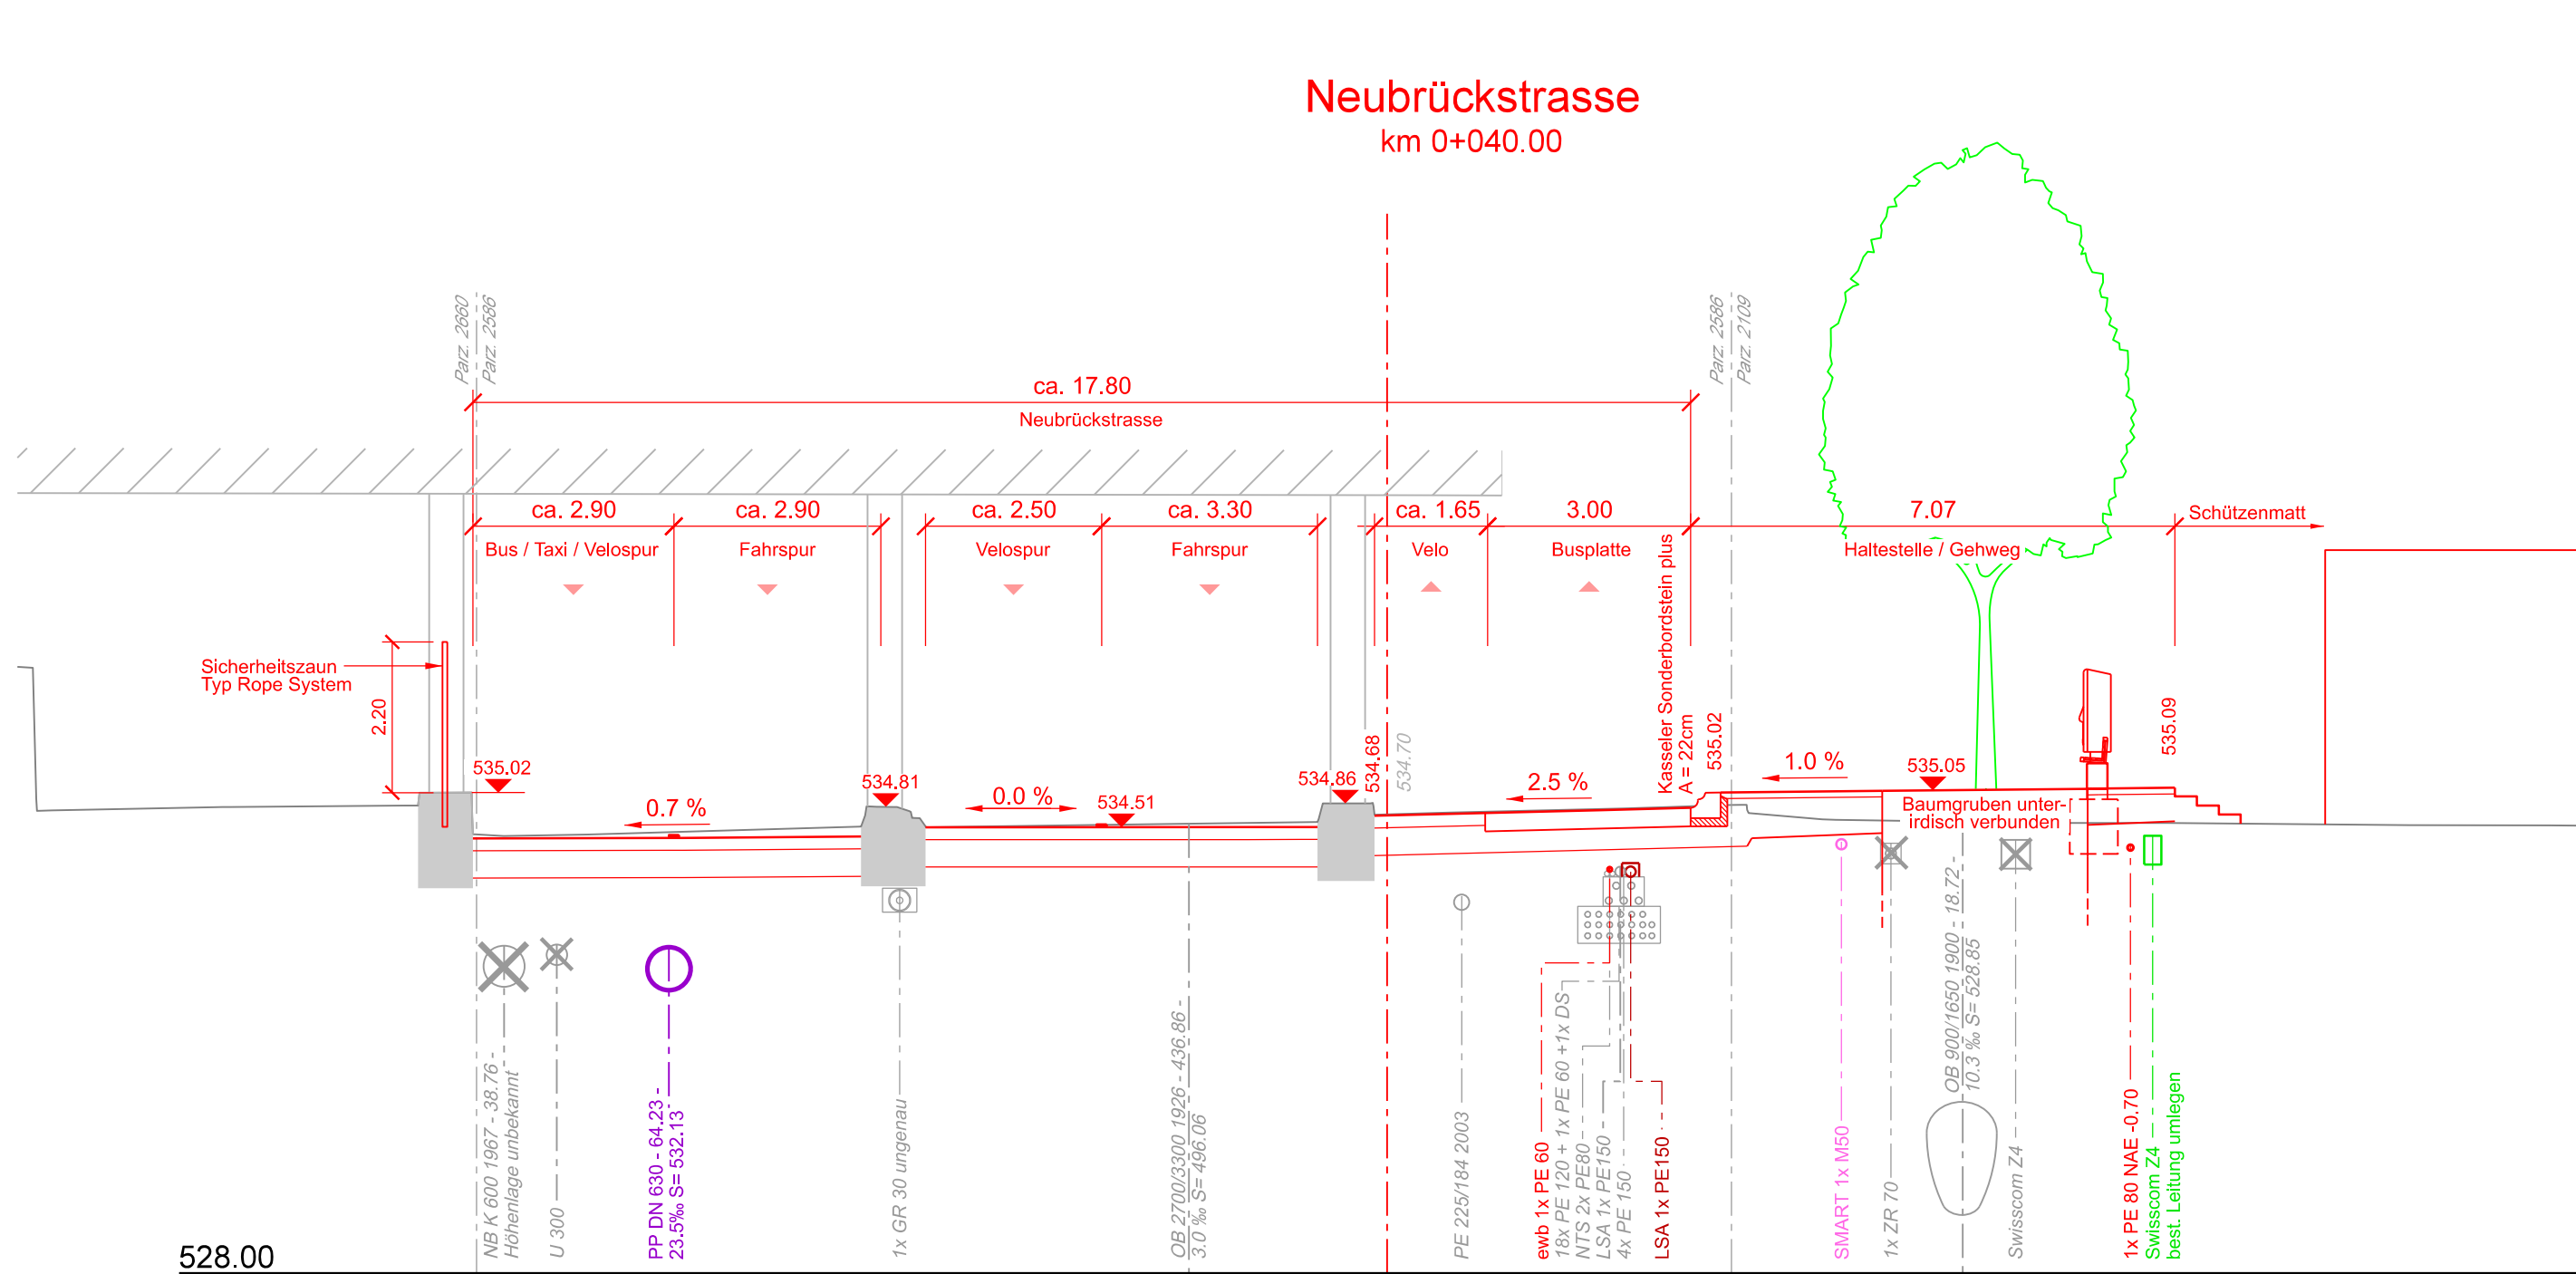 Neubrückstrasse
km 0+040.00
Parz. 2660
Parz. 2586
Parz. 2586
Parz. 2109
ca. 17.80
Neubrückstrasse
ca. 2.90
ca. 2.90
ca. 2.50
ca. 3.30
ca. 1.65
3.00
7.07
Schützenmatt
Bus / Taxi / Velospur
Fahrspur
Velospur
Fahrspur
Velo
Busplatte
Haltestelle / Gehweg
Kasseler Sonderbordstein plus
A = 22cm
Sicherheitszaun
Typ Rope System
2.20
535.02
0.7 %
534.81
0.0 %
534.51
534.86
534.68
534.70
2.5 %
535.02
1.0 %
535.05
535.09
Baumgruben unter-
irdisch verbunden
NB K 600 1967 - 38.76 -
Höhenlage unbekannt
U 300
PP DN 630 - 64.23 -
23.5‰ S= 532.13
1x GR 30 ungenau
OB 2700/3300 1926 - 436.86 -
3.0 ‰ S= 496.06
PE 225/184 2003
ewb 1x PE 60
18x PE 120 + 1x PE 60 +1x DS
NTS 2x PE80
LSA 1x PE150
4x PE 150
LSA 1x PE150
SMART 1x M50
1x ZR 70
OB 900/1650 1900 - 18.72 -
10.3 ‰ S= 528.85
Swisscom Z4
1x PE 80 NAE -0.70
Swisscom Z4
best. Leitung umlegen
528.00